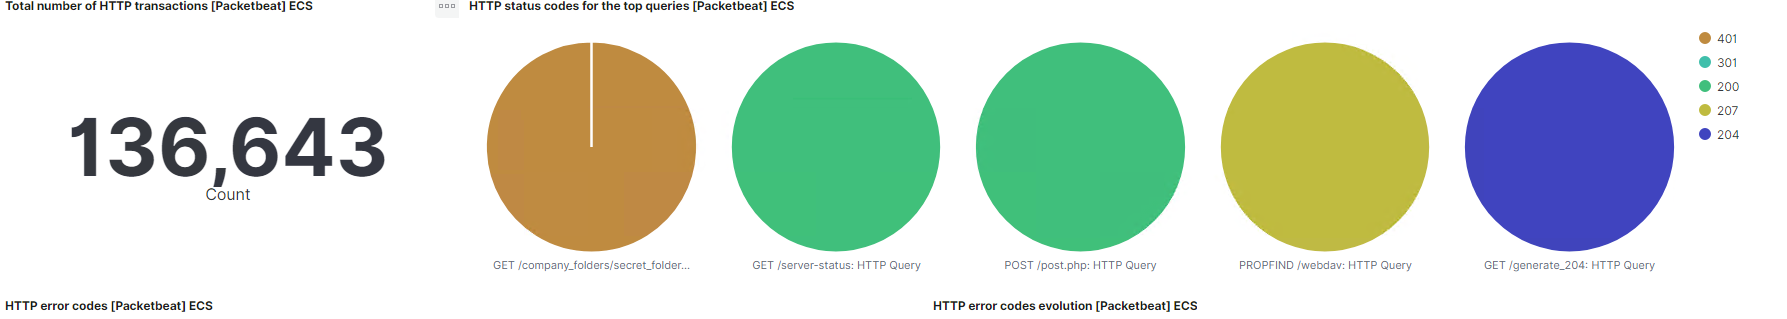 Total number of HTTP transactions [Packetbeat] ECS
HTTP status codes for the top queries [Packetbeat] ECS
136,643
Count
401
301
200
207
204
GET /company_folders/secret_folder...
GET /server-status: HTTP Query
POST /post.php: HTTP Query
PROPFIND /webdav: HTTP Query
GET /generate_204: HTTP Query
HTTP error codes [Packetbeat] ECS
HTTP error codes evolution [Packetbeat] ECS